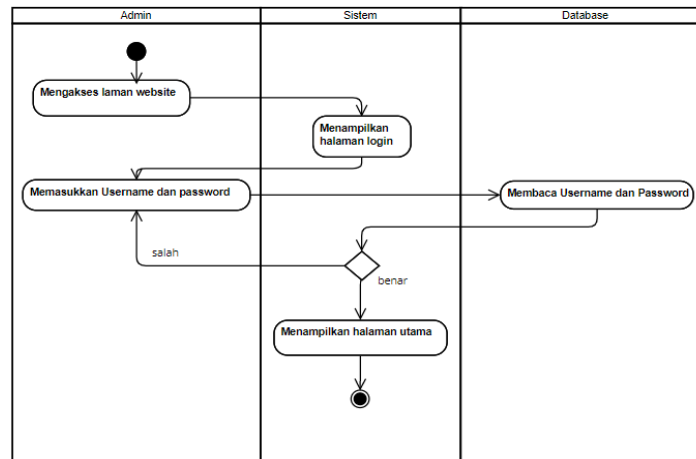 Admin
Sistem
Database
Mengakses laman website
Menampilkan
halaman login
Memasukkan Username dan password
Membaca Username dan Password
salah
benar
Menampilkan halaman utama